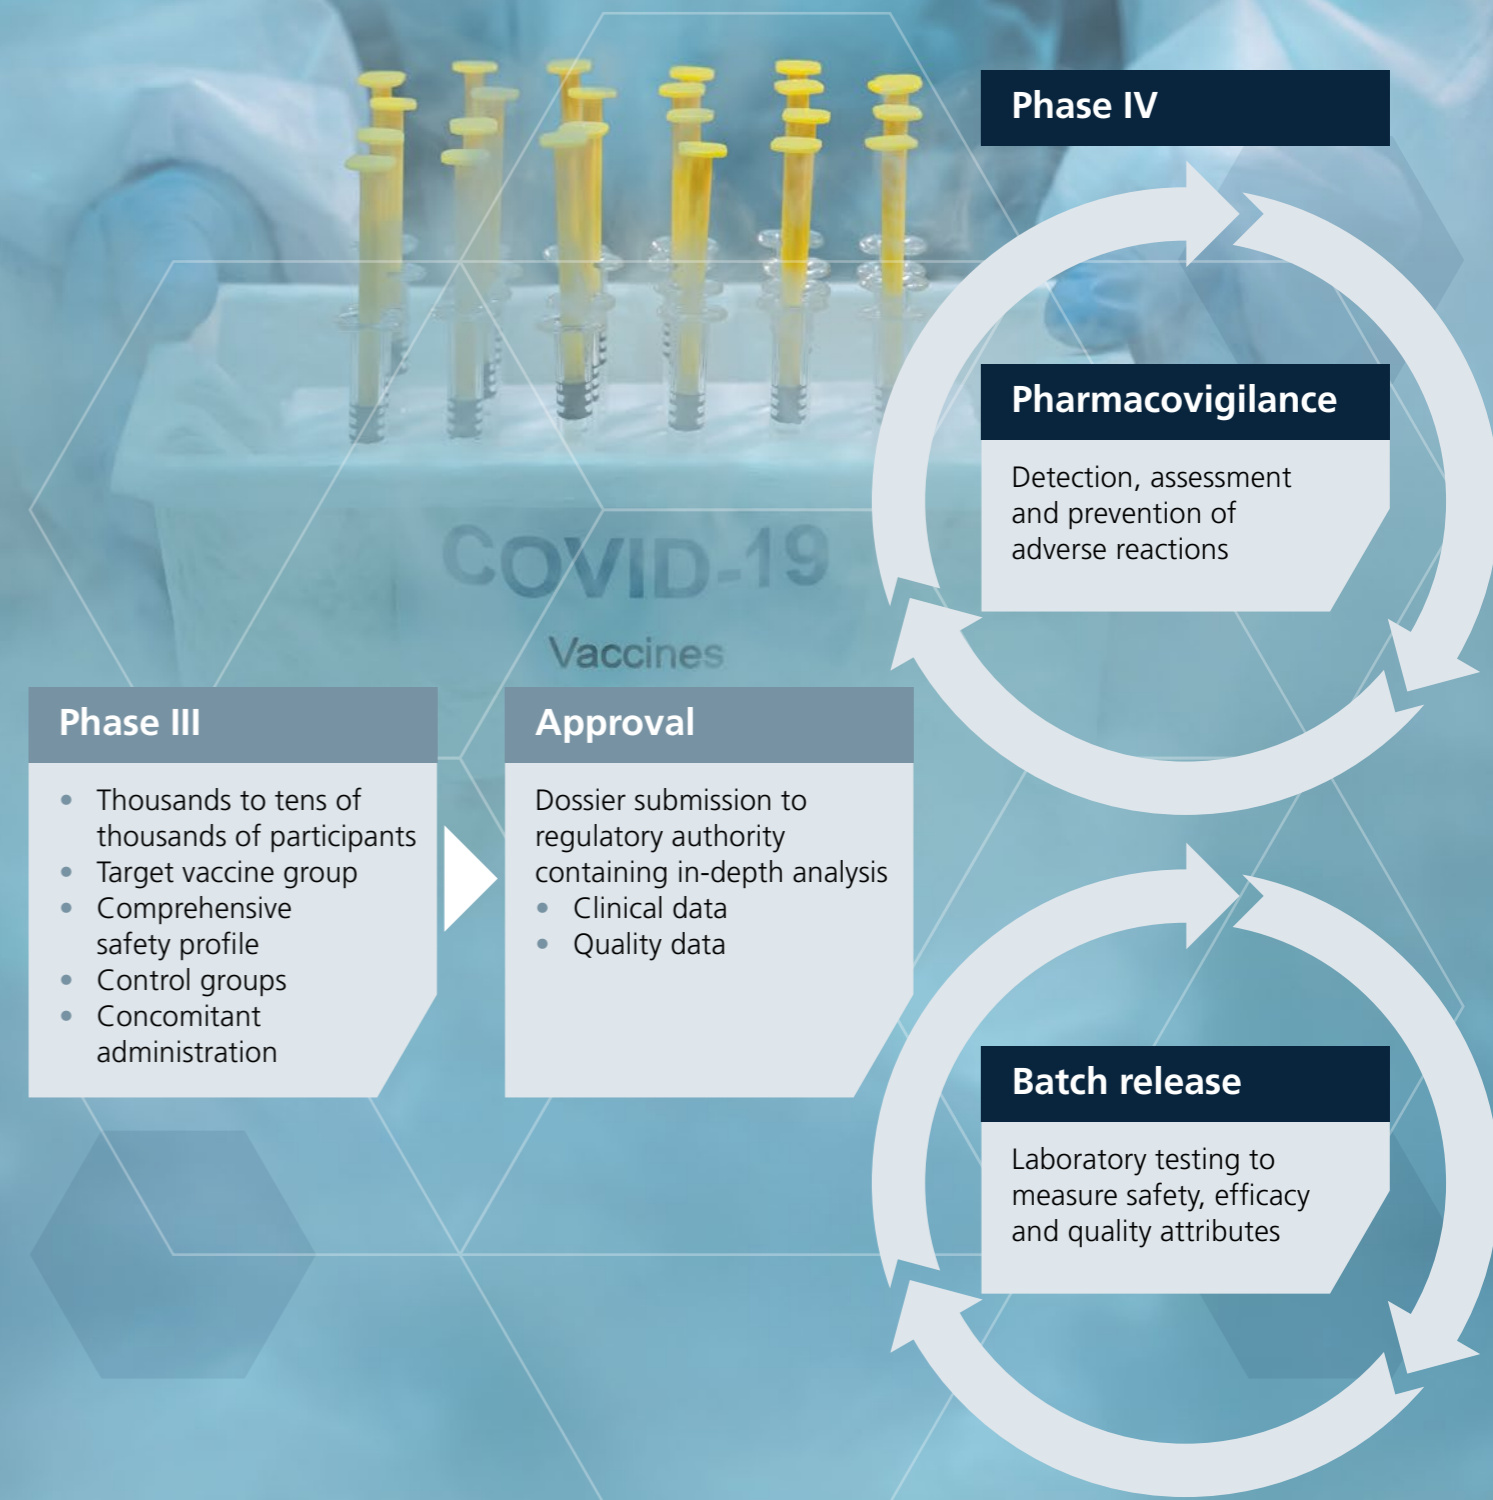 COVID-19
Vaccines
Phase III
• Thousands to tens of
thousands of participants
• Target vaccine group
• Comprehensive
safety profile
• Control groups
• Concomitant
administration
Approval
Dossier submission to
regulatory authority
containing in-depth analysis
• Clinical data
• Quality data
Phase IV
Pharmacovigilance
Detection, assessment
and prevention of
adverse reactions
Batch release
Laboratory testing to
measure safety, efficacy
and quality attributes